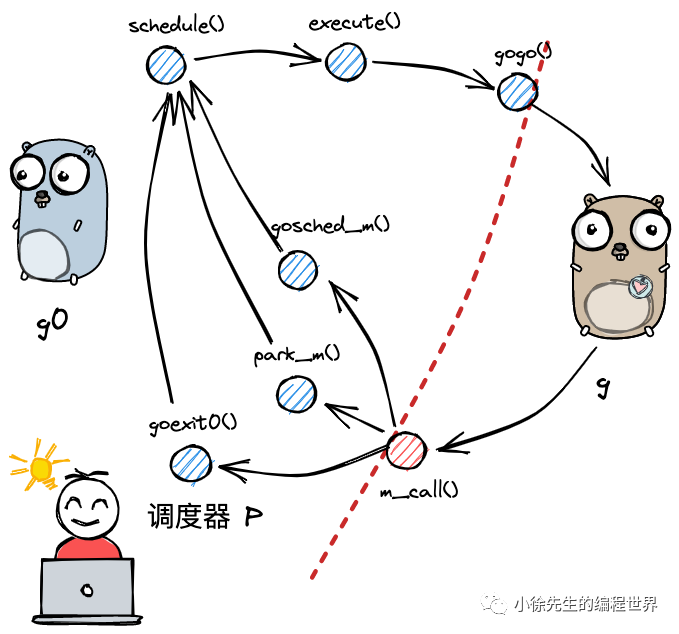 schedule()
execute()
gogo()
gosched_m()
g0
park_m()
g
goexit0()
m_call()
调度器 P
小徐先生的编程世界